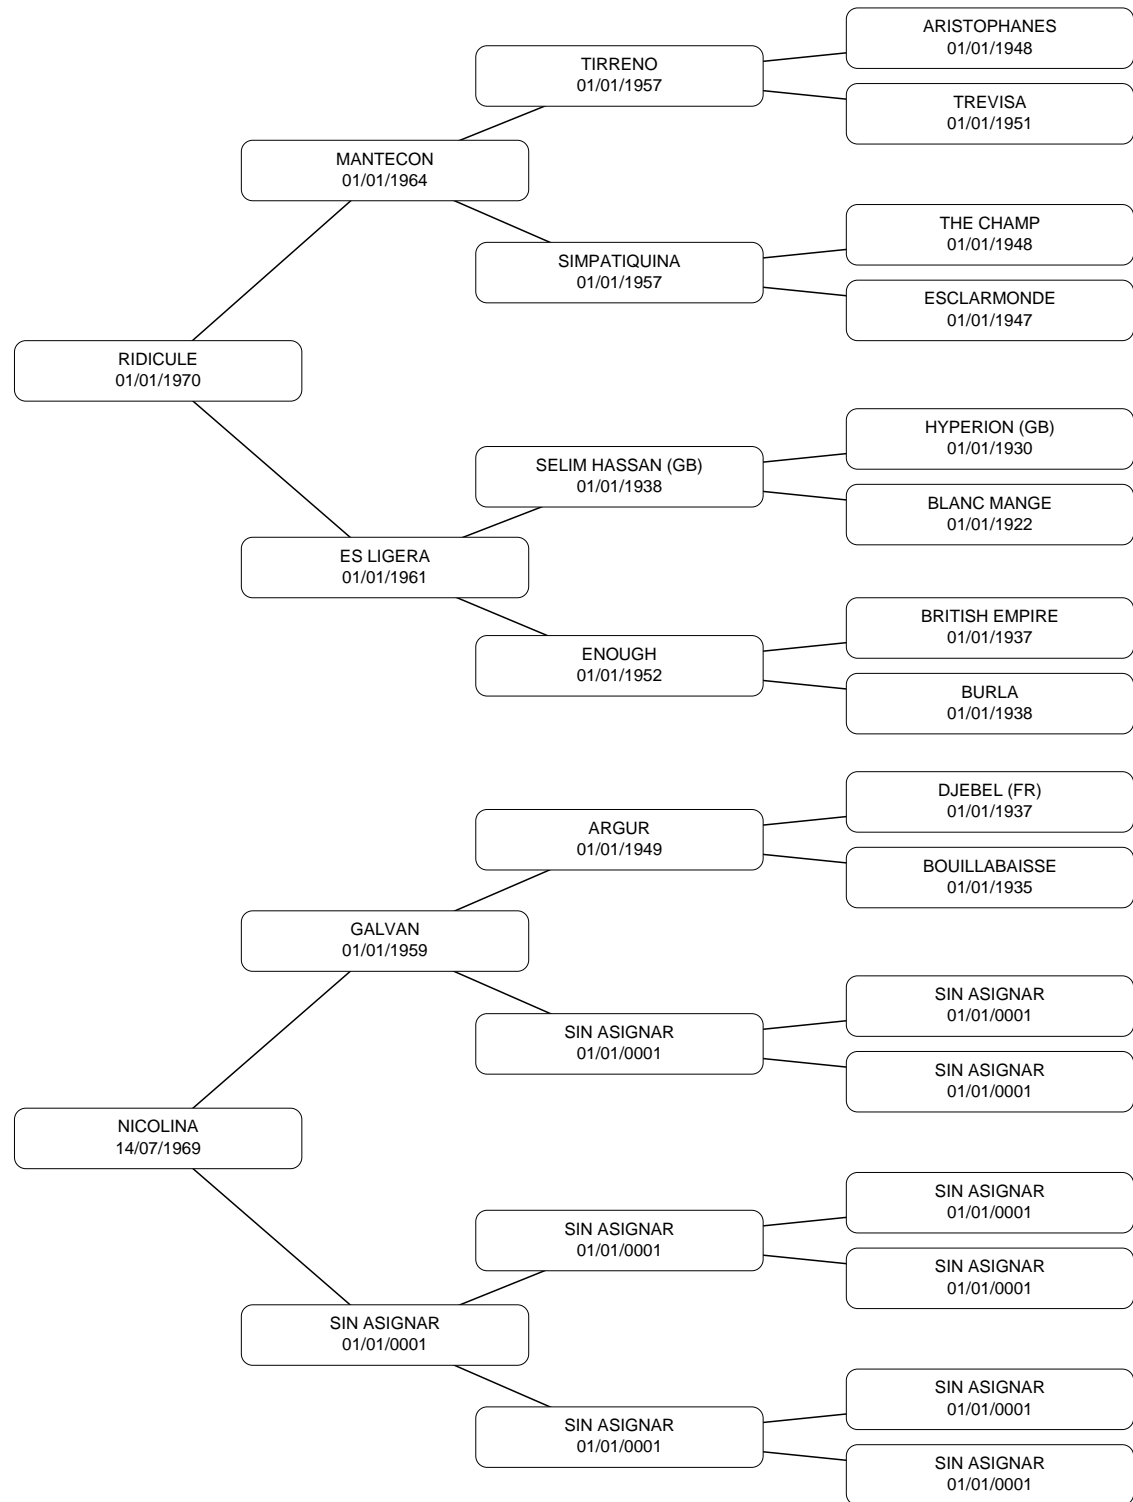 ARISTOPHANES
01/01/1948
TIRRENO
01/01/1957
TREVISA
01/01/1951
MANTECON
01/01/1964
THE CHAMP
01/01/1948
SIMPATIQUINA
01/01/1957
ESCLARMONDE
01/01/1947
RIDICULE
01/01/1970
HYPERION (GB)
01/01/1930
SELIM HASSAN (GB)
01/01/1938
BLANC MANGE
01/01/1922
ES LIGERA
01/01/1961
BRITISH EMPIRE
01/01/1937
ENOUGH
01/01/1952
BURLA
01/01/1938
DJEBEL (FR)
01/01/1937
ARGUR
01/01/1949
BOUILLABAISSE
01/01/1935
GALVAN
01/01/1959
SIN ASIGNAR
01/01/0001
SIN ASIGNAR
01/01/0001
SIN ASIGNAR
01/01/0001
NICOLINA
14/07/1969
SIN ASIGNAR
01/01/0001
SIN ASIGNAR
01/01/0001
SIN ASIGNAR
01/01/0001
SIN ASIGNAR
01/01/0001
SIN ASIGNAR
01/01/0001
SIN ASIGNAR
01/01/0001
SIN ASIGNAR
01/01/0001